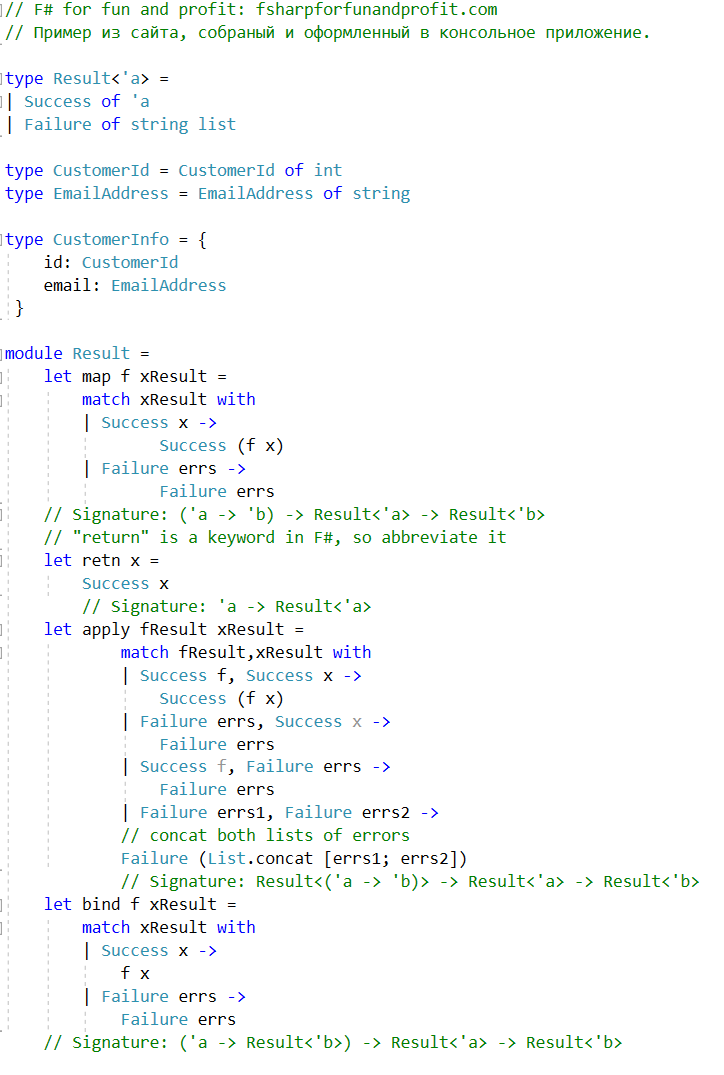 // F# for fun and profit: fsharpforfunandprofit.com
// Пример из сайта, собраный и оформленный в консольное приложение.
type Result<'a> =
| Success of 'a
| Failure of string list
type CustomerId = CustomerId of int
type EmailAddress = EmailAddress of string
type CustomerInfo = {
id: CustomerId
email: EmailAddress
}
module Result =
let map f xResult =
match xResult with
| Success x ->
Success (f x)
| Failure errs ->
Failure errs
// Signature: ('a -> 'b) -> Result<'a> -> Result<'b>
// "return" is a keyword in F#, so abbreviate it
let retn x =
Success x
// Signature: 'a -> Result<'a>
let apply fResult xResult =
match fResult,xResult with
| Success f, Success x ->
Success (f x)
| Failure errs, Success x ->
Failure errs
| Success f, Failure errs ->
Failure errs
| Failure errs1, Failure errs2 ->
// concat both lists of errors
Failure (List.concat [errs1; errs2])
// Signature: Result<('a -> 'b)> -> Result<'a> -> Result<'b>
let bind f xResult =
match xResult with
| Success x ->
f x
| Failure errs ->
Failure errs
// Signature: ('a -> Result<'b>) -> Result<'a> -> Result<'b>